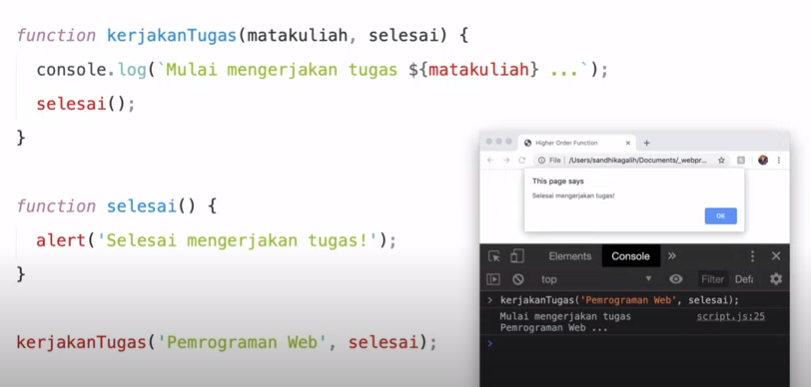 function kerjakanTugas(matakuliah, selesai) {
console.log(`Mulai mengerjakan tugas ${matakuliah} ...`);
selesai();
}
function selesai() {
alert('Selesai mengerjakan tugas!');
}
kerjakanTugas('Pemrograman Web', selesai);
Higher Order Function
File | /Users/sandhikagalih/Documents/_webpr...
This page says
Selesai mengerjakan tugas!
OK
Elements Console »
top Filter Defa
> kerjakanTugas('Pemrograman Web', selesai);
Mulai mengerjakan tugas script.js:25
Pemrograman Web ...
>